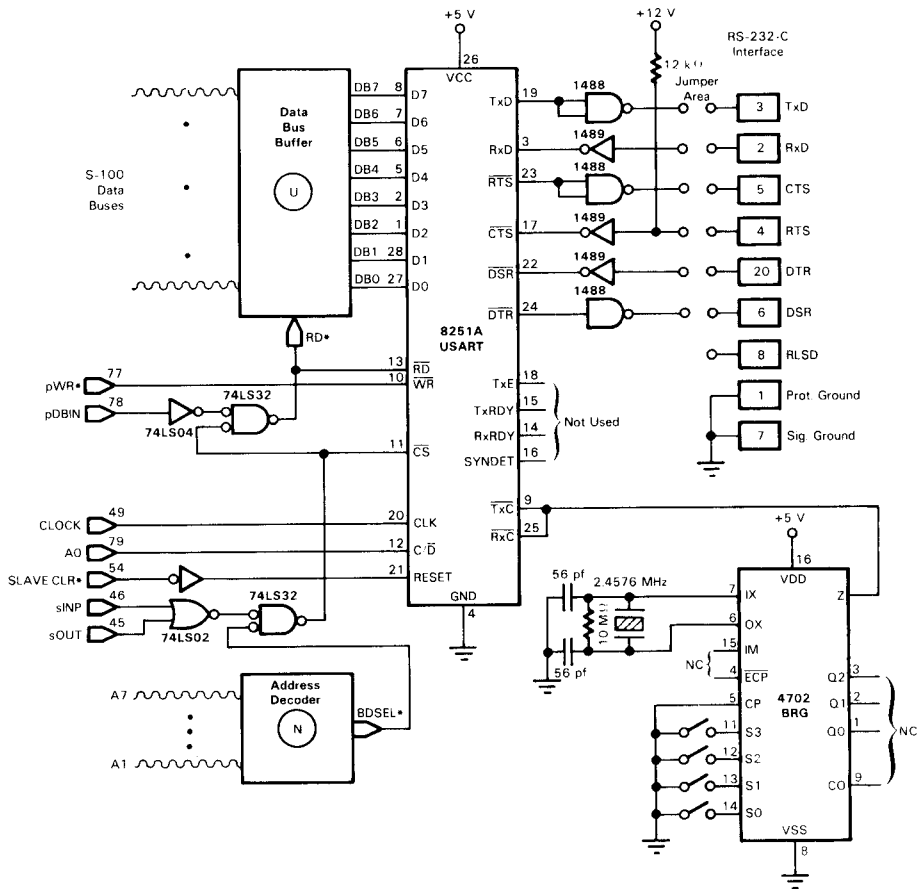 +5 V
+12 V
RS-232-C
Interface
26
VCC
12 kΩ
Jumper
Area
Data
Bus
Buffer
U
S-100
Data
Buses
DB7 8 D7
DB6 7 D6
DB5 6 D5
DB4 5 D4
DB3 2 D3
DB2 1 D2
DB1 28 D1
DB0 27 D0
RD*
8251A
USART
TxD 19 1488 3 TxD
RxD 3 1489 2 RxD
RTS 23 1488 5 CTS
CTS 17 1489 4 RTS
DSR 22 1489 20 DTR
DTR 24 1488 6 DSR
8 RLSD
1 Prot. Ground
7 Sig. Ground
TxE 18
TxRDY 15
RxRDY 14
SYNDET 16
Not Used
TxC 9
RxC 25
13 RD
pWR* 77 10 WR
pDBIN 78
74LS04
74LS32
11 CS
CLOCK 49 20 CLK
A0 79 12 C/D
SLAVE CLR* 54 21 RESET
sINP 46
sOUT 45
74LS02
74LS32
GND
4
Address
Decoder
N
BDSEL*
A7
A1
+5 V
16
VDD
56 pf
2.4576 MHz
10 MΩ
56 pf
7 IX
6 OX
15 IM
NC
4 ECP
5 CP
11 S3
12 S2
13 S1
14 S0
4702
BRG
Z
Q2 3
Q1 2
Q0 1
CO 9
NC
VSS
8